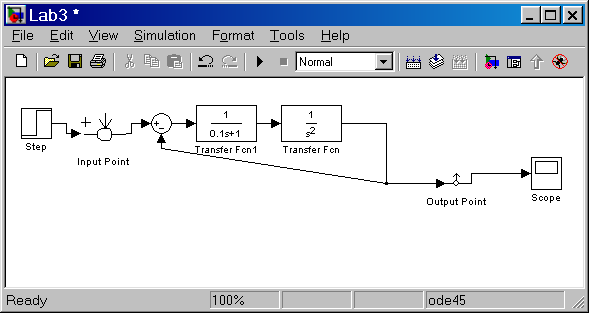 Lab3 *
File Edit View Simulation Format Tools Help
Normal
Step
+
Input Point
+-
1
0.1s+1
Transfer Fcn1
1
s²
Transfer Fcn
Output Point
Scope
Ready 100% ode45